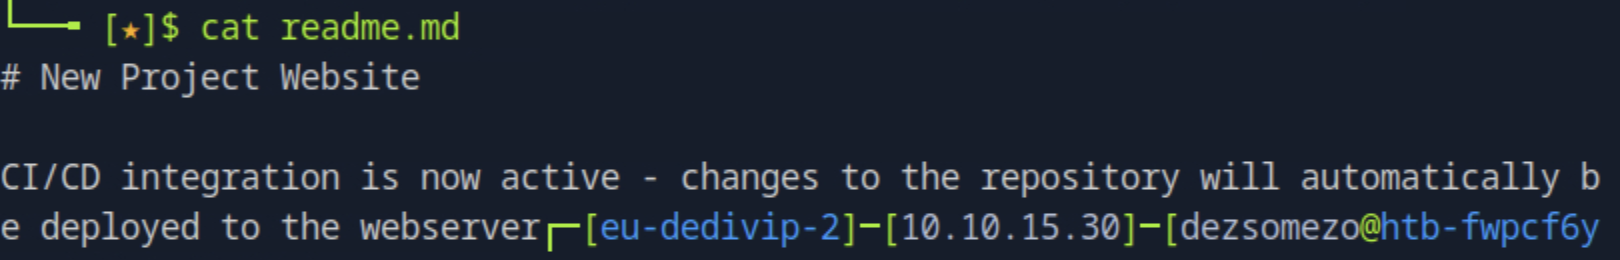 └──╼ [★]$ cat readme.md
# New Project Website
CI/CD integration is now active - changes to the repository will automatically b
e deployed to the webserver┌─[eu-dedivip-2]─[10.10.15.30]─[dezsomezo@htb-fwpcf6y